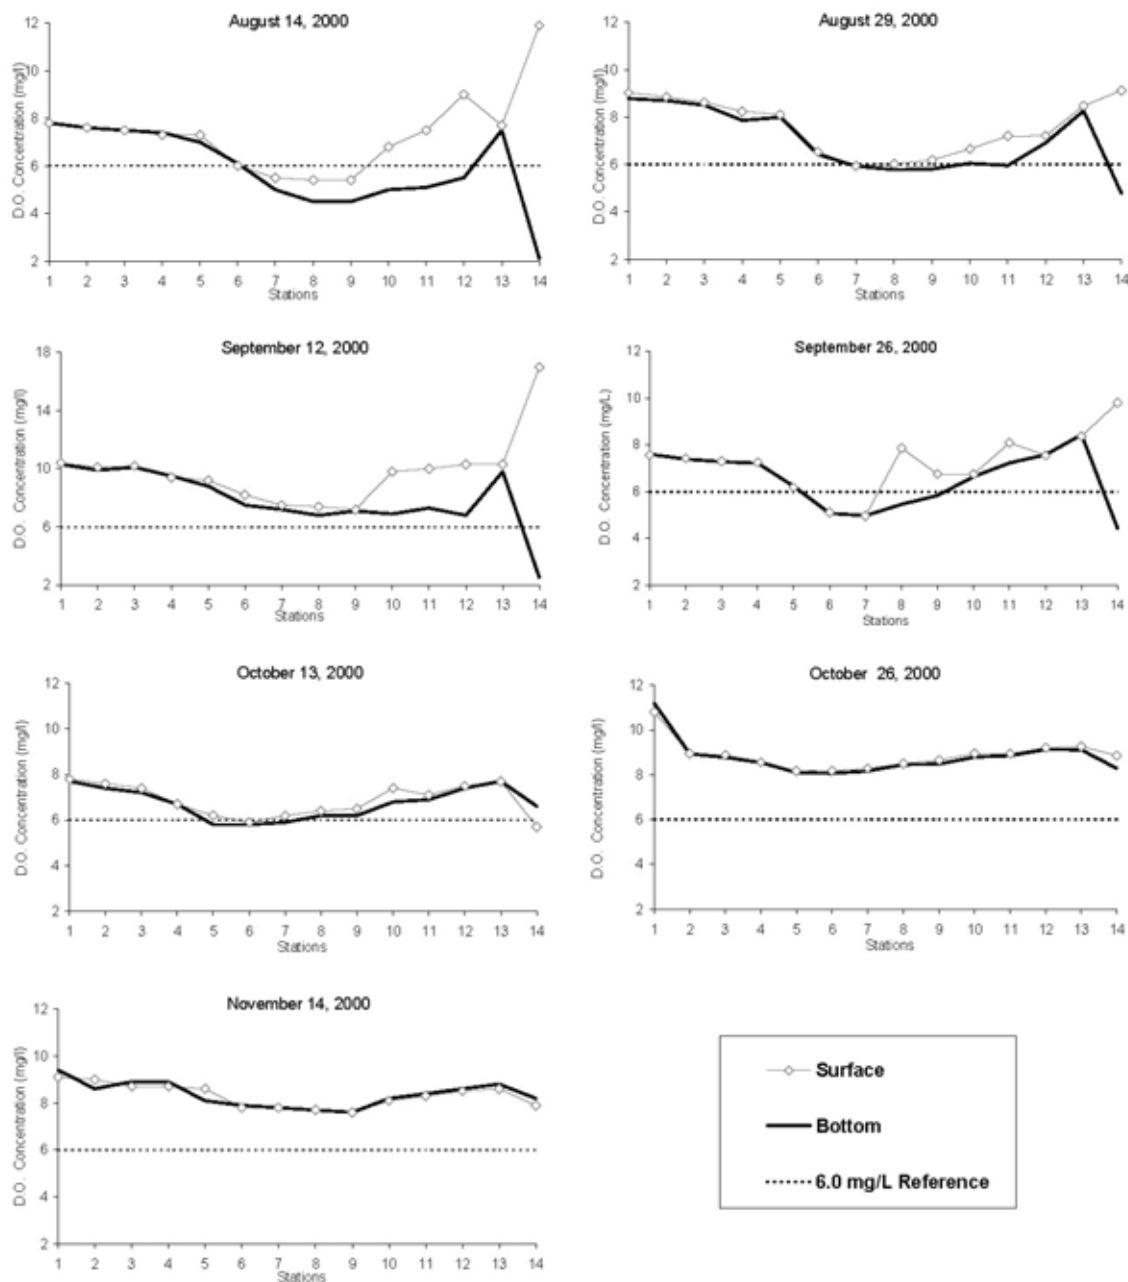 August 14, 2000
D.O. Concentration (mg/l)
12
10
8
6
4
2
1 2 3 4 5 6 7 8 9 10 11 12 13 14
Stations
August 29, 2000
D.O. Concentration (mg/l)
12
10
8
6
4
2
1 2 3 4 5 6 7 8 9 10 11 12 13 14
Stations
September 12, 2000
D.O. Concentration (mg/l)
18
14
10
6
2
1 2 3 4 5 6 7 8 9 10 11 12 13 14
Stations
September 26, 2000
D.O. Concentration (mg/L)
12
10
8
6
4
2
1 2 3 4 5 6 7 8 9 10 11 12 13 14
Stations
October 13, 2000
D.O. Concentration (mg/l)
12
10
8
6
4
2
1 2 3 4 5 6 7 8 9 10 11 12 13 14
Stations
October 26, 2000
D.O. Concentration (mg/l)
12
10
8
6
4
2
1 2 3 4 5 6 7 8 9 10 11 12 13 14
Stations
November 14, 2000
D.O. Concentration (mg/l)
12
10
8
6
4
2
1 2 3 4 5 6 7 8 9 10 11 12 13 14
Stations
Surface
Bottom
6.0 mg/L Reference